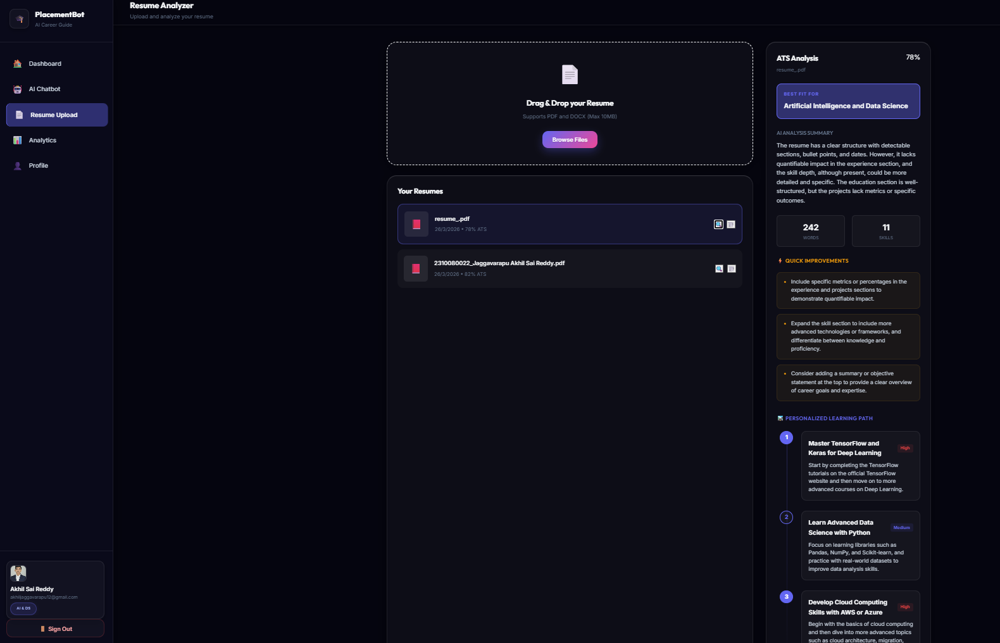 PlacementBot
AI Career Guide
Dashboard
AI Chatbot
Resume Upload
Analytics
Profile
Akhil Sai Reddy
akhiljaggavarapu12@gmail.com
AI & DS
Sign Out
Resume Analyzer
Upload and analyze your resume
Drag & Drop your Resume
Supports PDF and DOCX (Max 10MB)
Browse Files
Your Resumes
resume_.pdf
26/3/2026 • 78% ATS
2310080022_Jaggavarapu Akhil Sai Reddy.pdf
26/3/2026 • 82% ATS
ATS Analysis
78%
resume_.pdf
BEST FIT FOR
Artificial Intelligence and Data Science
AI ANALYSIS SUMMARY
The resume has a clear structure with detectable
sections, bullet points, and dates. However, it lacks
quantifiable impact in the experience section, and
the skill depth, although present, could be more
detailed and specific. The education section is well-
structured, but the projects lack metrics or specific
outcomes.
242
WORDS
11
SKILLS
QUICK IMPROVEMENTS
• Include specific metrics or percentages in the
experience and projects sections to
demonstrate quantifiable impact.
• Expand the skill section to include more
advanced technologies or frameworks, and
differentiate between knowledge and
proficiency.
• Consider adding a summary or objective
statement at the top to provide a clear overview
of career goals and expertise.
PERSONALIZED LEARNING PATH
1
Master TensorFlow and
Keras for Deep Learning
High
Start by completing the TensorFlow
tutorials on the official TensorFlow
website and then move on to more
advanced courses on Deep Learning.
2
Learn Advanced Data
Science with Python
Medium
Focus on learning libraries such as
Pandas, NumPy, and Scikit-learn, and
practice with real-world datasets to
improve data analysis skills.
3
Develop Cloud Computing
Skills with AWS or Azure
High
Begin with the basics of cloud computing
and then dive into more advanced topics
such as cloud architecture, migration,